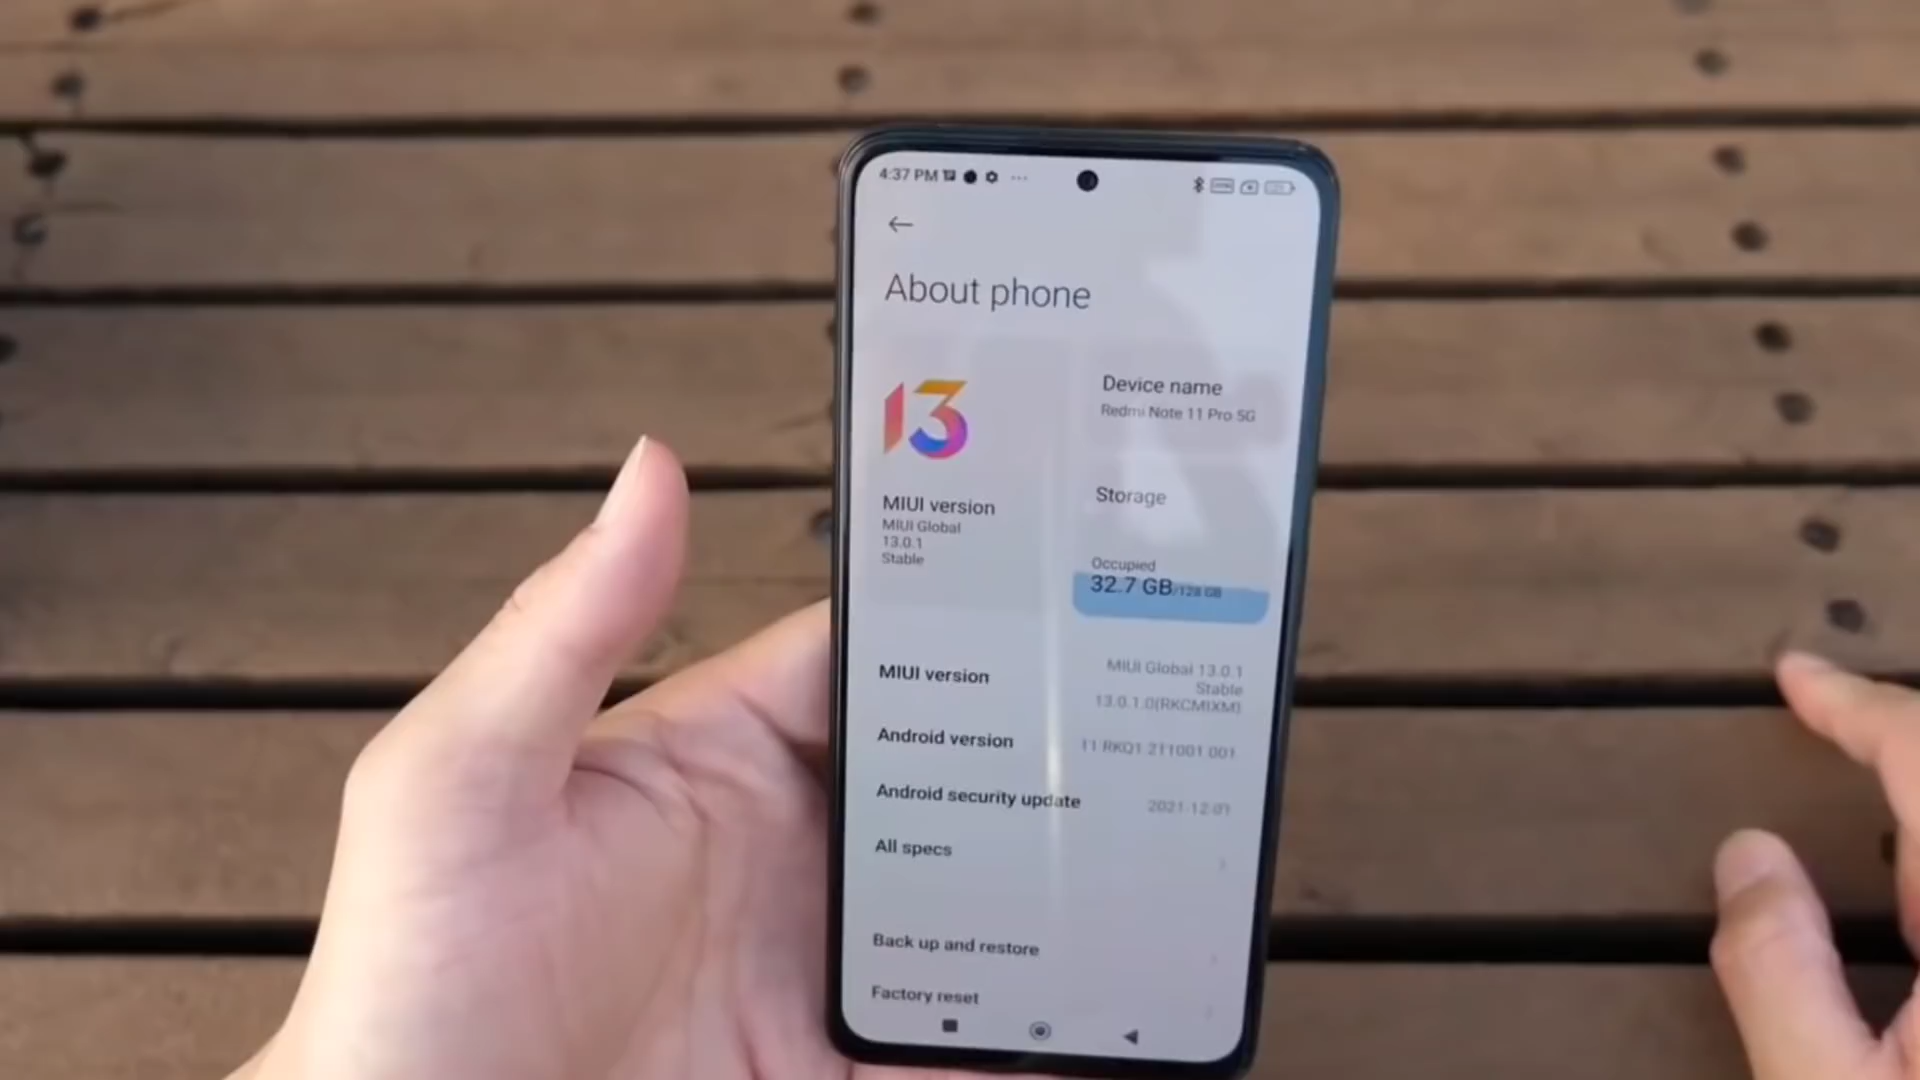 4:37 PM
About phone
13
Device name
Redmi Note 11 Pro 5G
MIUI version
MIUI Global
13.0.1
Stable
Storage
Occupied
32.7 GB/128 GB
MIUI version
MIUI Global 13.0.1
Stable
13.0.1.0(RKCMIXM)
Android version
11 RKQ1.211001.001
Android security update
2021-12-01
All specs
Back up and restore
Factory reset